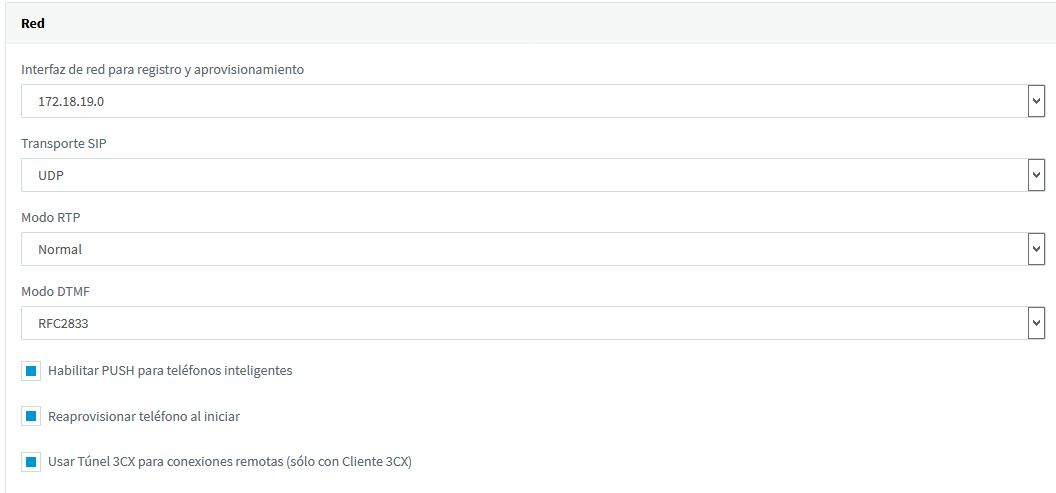 Red
Interfaz de red para registro y aprovisionamiento
172.18.19.0
Transporte SIP
UDP
Modo RTP
Normal
Modo DTMF
RFC2833
Habilitar PUSH para teléfonos inteligentes
Reaprovisionar teléfono al iniciar
Usar Túnel 3CX para conexiones remotas (sólo con Cliente 3CX)